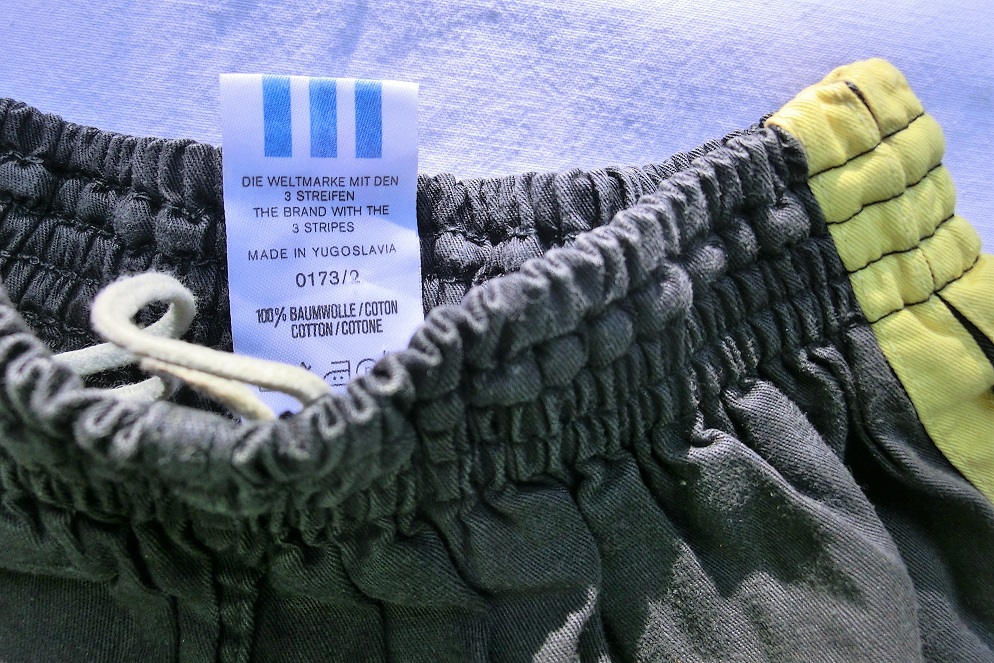 DIE WELTMARKE MIT DEN
3 STREIFEN
THE BRAND WITH THE
3 STRIPES
MADE IN YUGOSLAVIA
0173/2
100% BAUMWOLLE/COTON
COTTON/COTONE